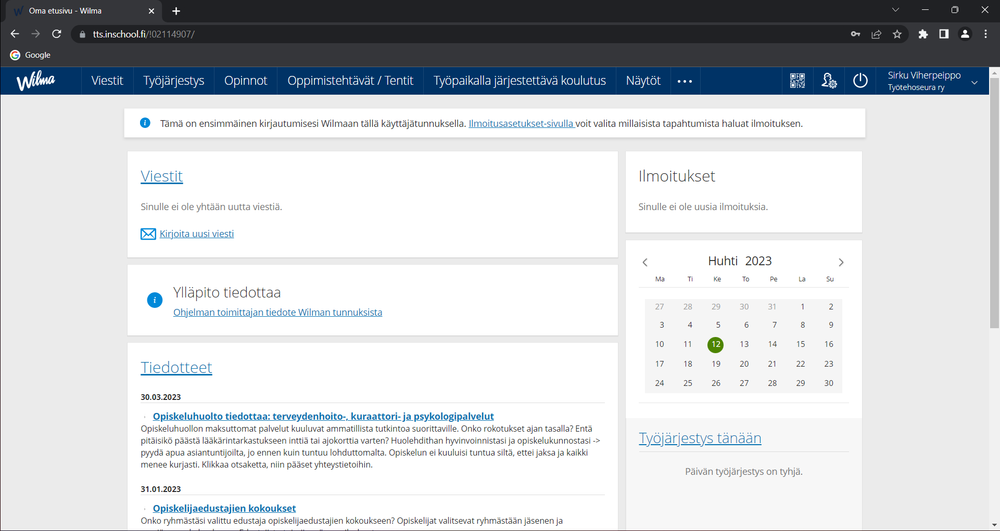 Oma etusivu - Wilma
tts.inschool.fi/!02114907/
Google
Wilma
Viestit
Työjärjestys
Opinnot
Oppimistehtävät / Tentit
Työpaikalla järjestettävä koulutus
Näytöt
Sirku Viherpeippo
Työtehoseura ry
Tämä on ensimmäinen kirjautumisesi Wilmaan tällä käyttäjätunnuksella. Ilmoitusasetukset-sivulla voit valita millaisista tapahtumista haluat ilmoituksen.
Viestit
Sinulle ei ole yhtään uutta viestiä.
Kirjoita uusi viesti
Ylläpito tiedottaa
Ohjelman toimittajan tiedote Wilman tunnuksista
Tiedotteet
30.03.2023
Opiskeluhuolto tiedottaa: terveydenhoito-, kuraattori- ja psykologipalvelut
Opiskeluhuollon maksuttomat palvelut kuuluvat ammatillista tutkintoa suorittaville. Onko rokotukset ajan tasalla? Entä
pitäisikö päästä lääkärintarkastukseen inttiä tai ajokorttia varten? Huolehdithan hyvinvoinnistasi ja opiskelukunnostasi ->
pyydä apua asiantuntijoilta, jo ennen kuin tuntuu lohduttomalta. Opiskelun ei kuuluisi tuntua siltä, ettei jaksa ja kaikki
menee kurjasti. Klikkaa otsaketta, niin pääset yhteystietoihin.
31.01.2023
Opiskelijaedustajien kokoukset
Onko ryhmästäsi valittu edustaja opiskelijaedustajien kokoukseen? Opiskelijat valitsevat ryhmästään jäsenen ja
Ilmoitukset
Sinulle ei ole uusia ilmoituksia.
Huhti 2023
Ma Ti Ke To Pe La Su
27 28 29 30 31 1 2
3 4 5 6 7 8 9
10 11 12 13 14 15 16
17 18 19 20 21 22 23
24 25 26 27 28 29 30
Työjärjestys tänään
Päivän työjärjestys on tyhjä.